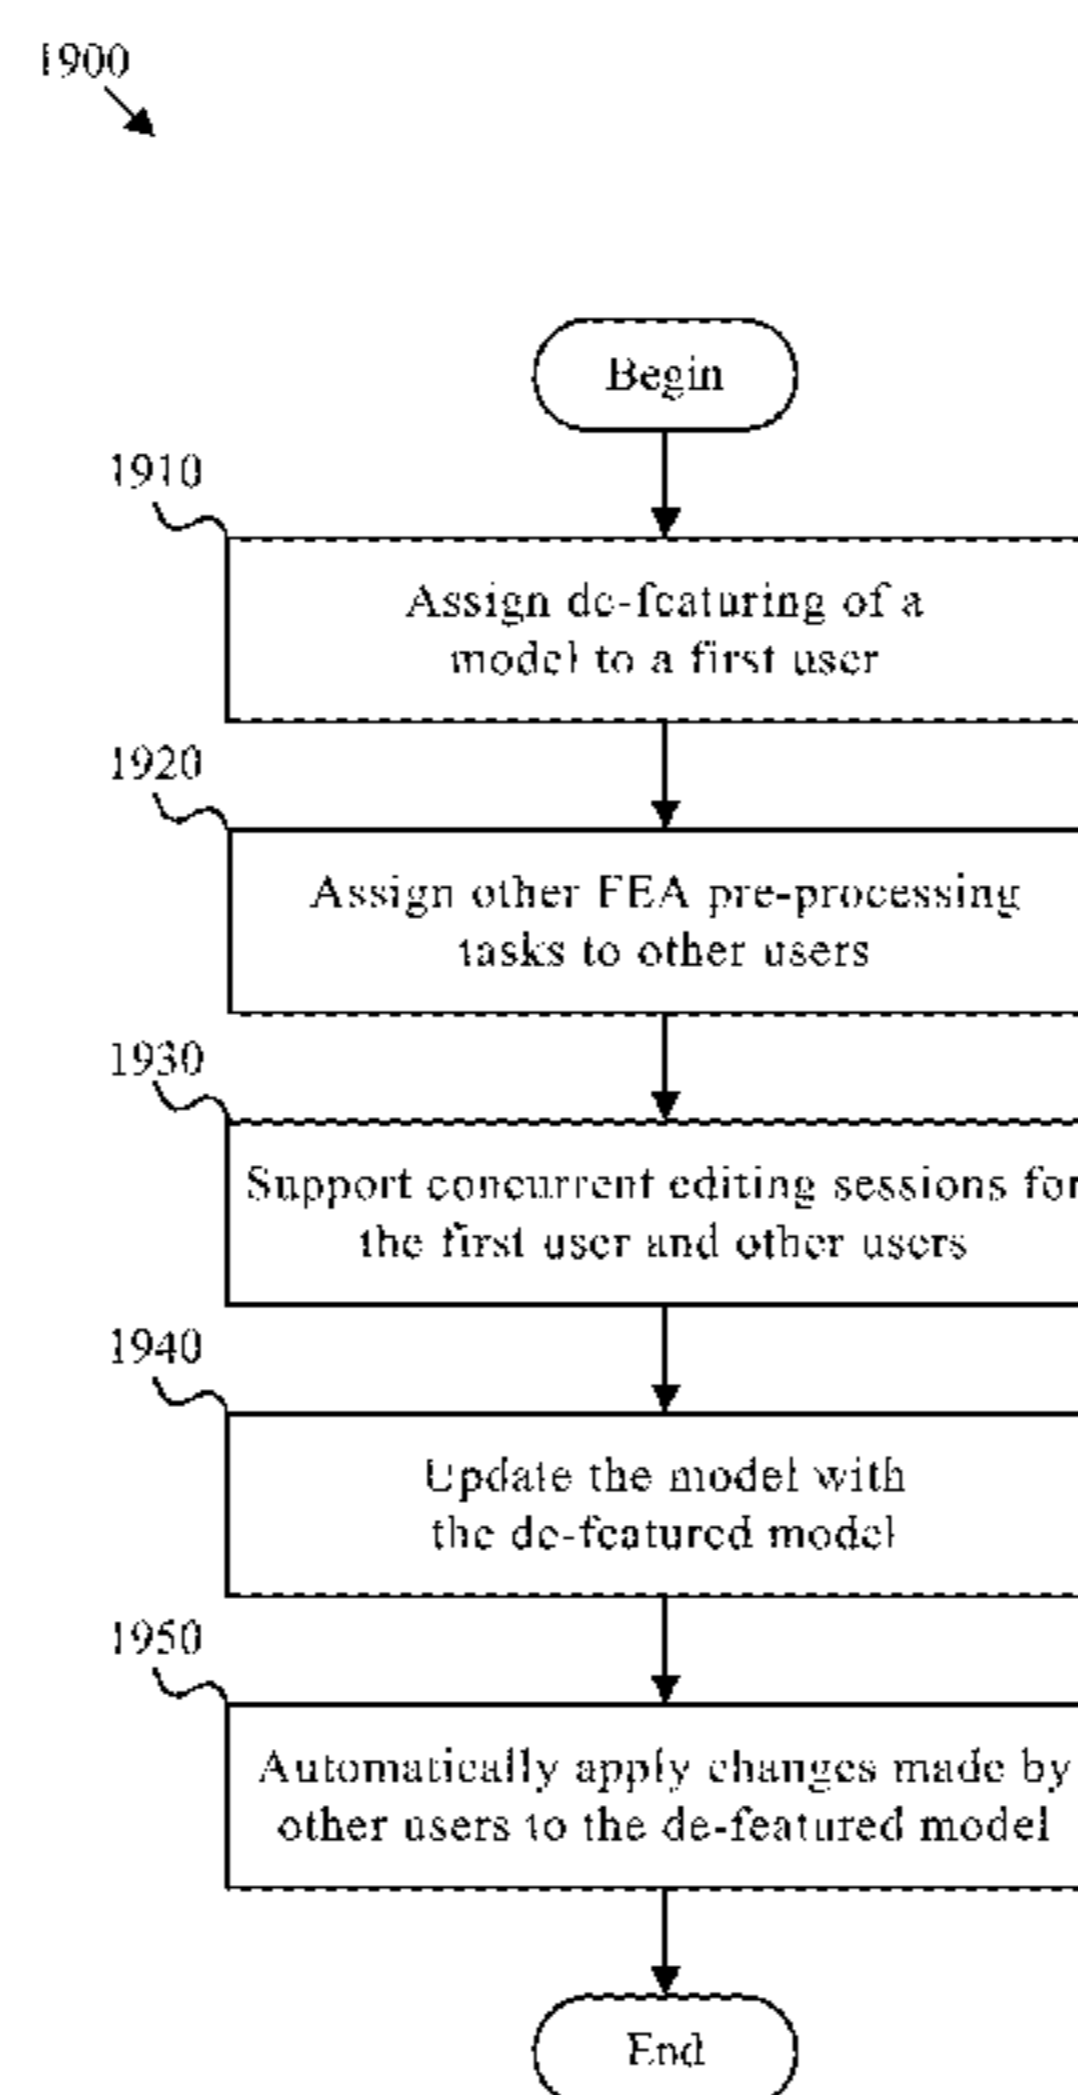 1900
Begin
1910
Assign de-featuring of a
model to a first user
1920
Assign other FEA pre-processing
tasks to other users
1930
Support concurrent editing sessions for
the first user and other users
1940
Update the model with
the de-featured model
1950
Automatically apply changes made by
other users to the de-featured model
End